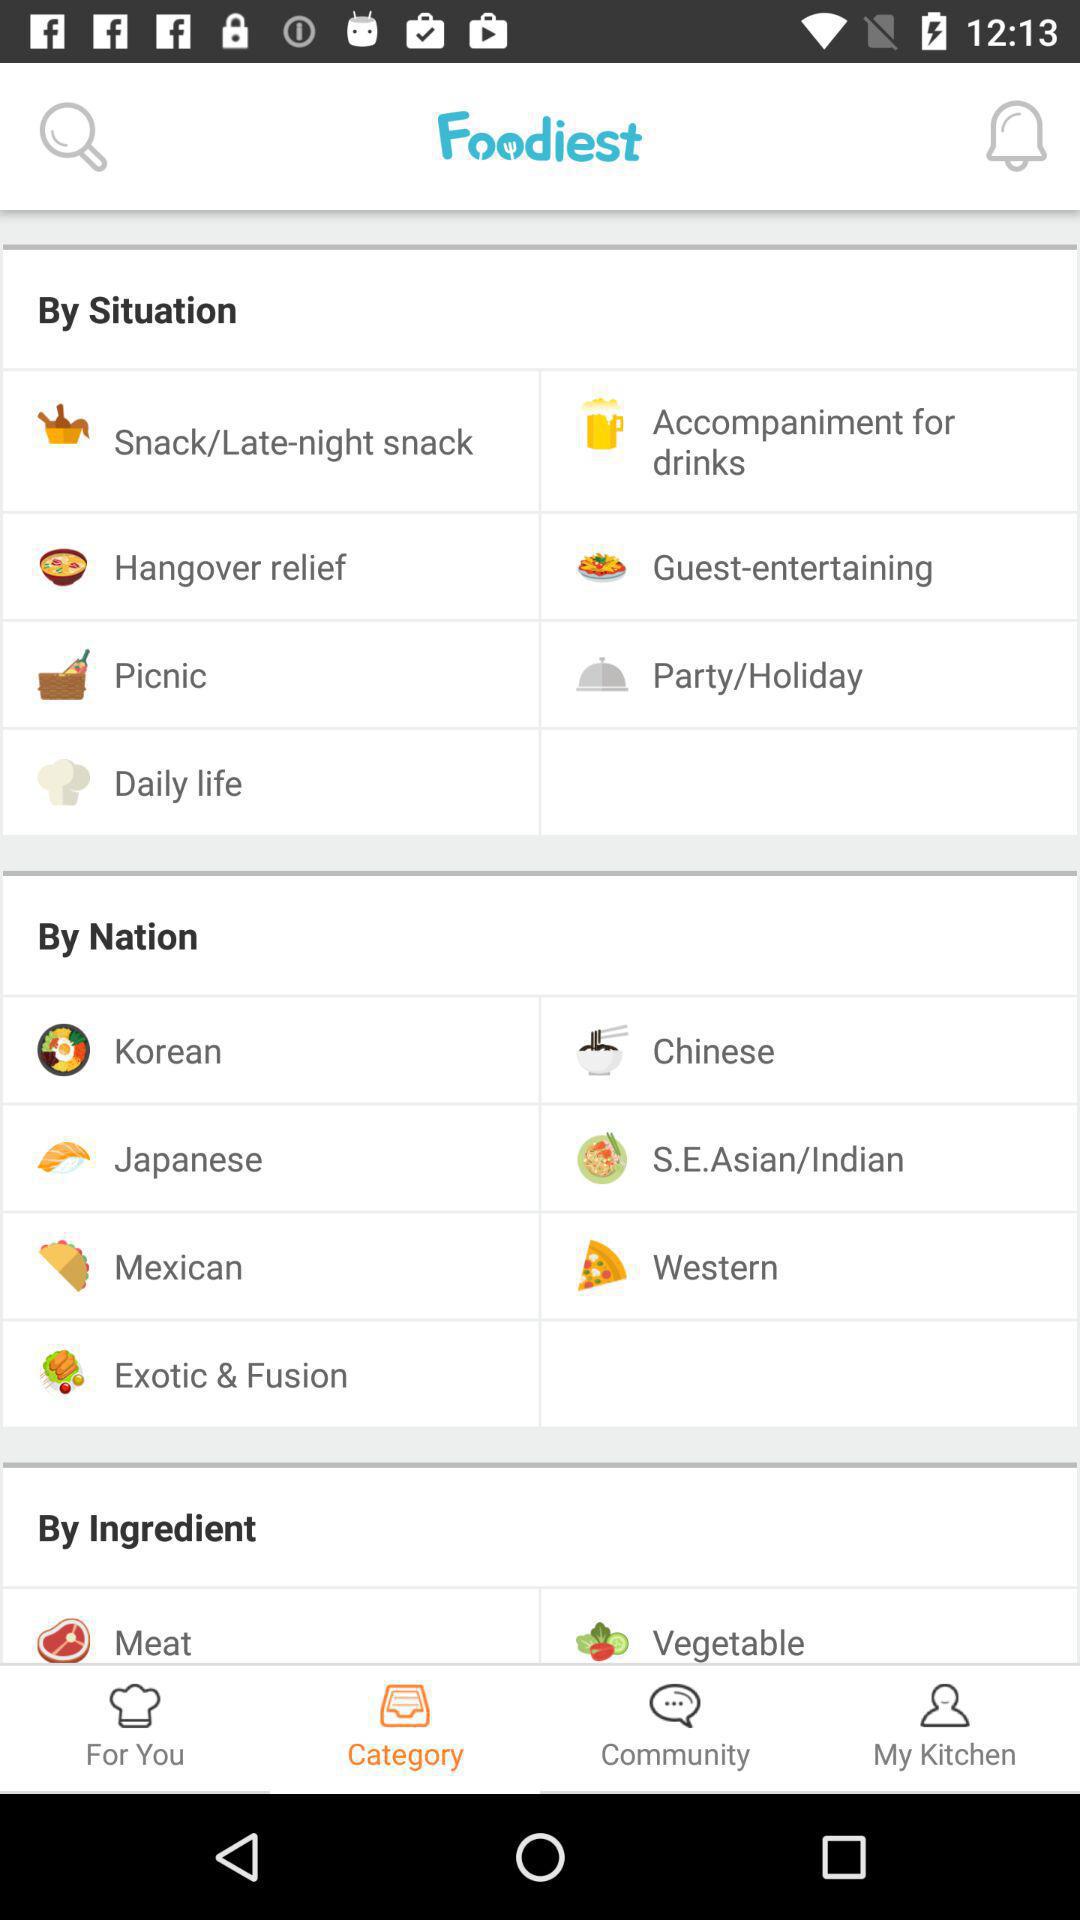 12:13
Foodiest
By Situation
Snack/Late-night snack
Accompaniment for
drinks
Hangover relief
Guest-entertaining
Picnic
Party/Holiday
Daily life
By Nation
Korean
Chinese
Japanese
S.E.Asian/Indian
Mexican
Western
Exotic & Fusion
By Ingredient
Meat
Vegetable
For You
Category
Community
My Kitchen